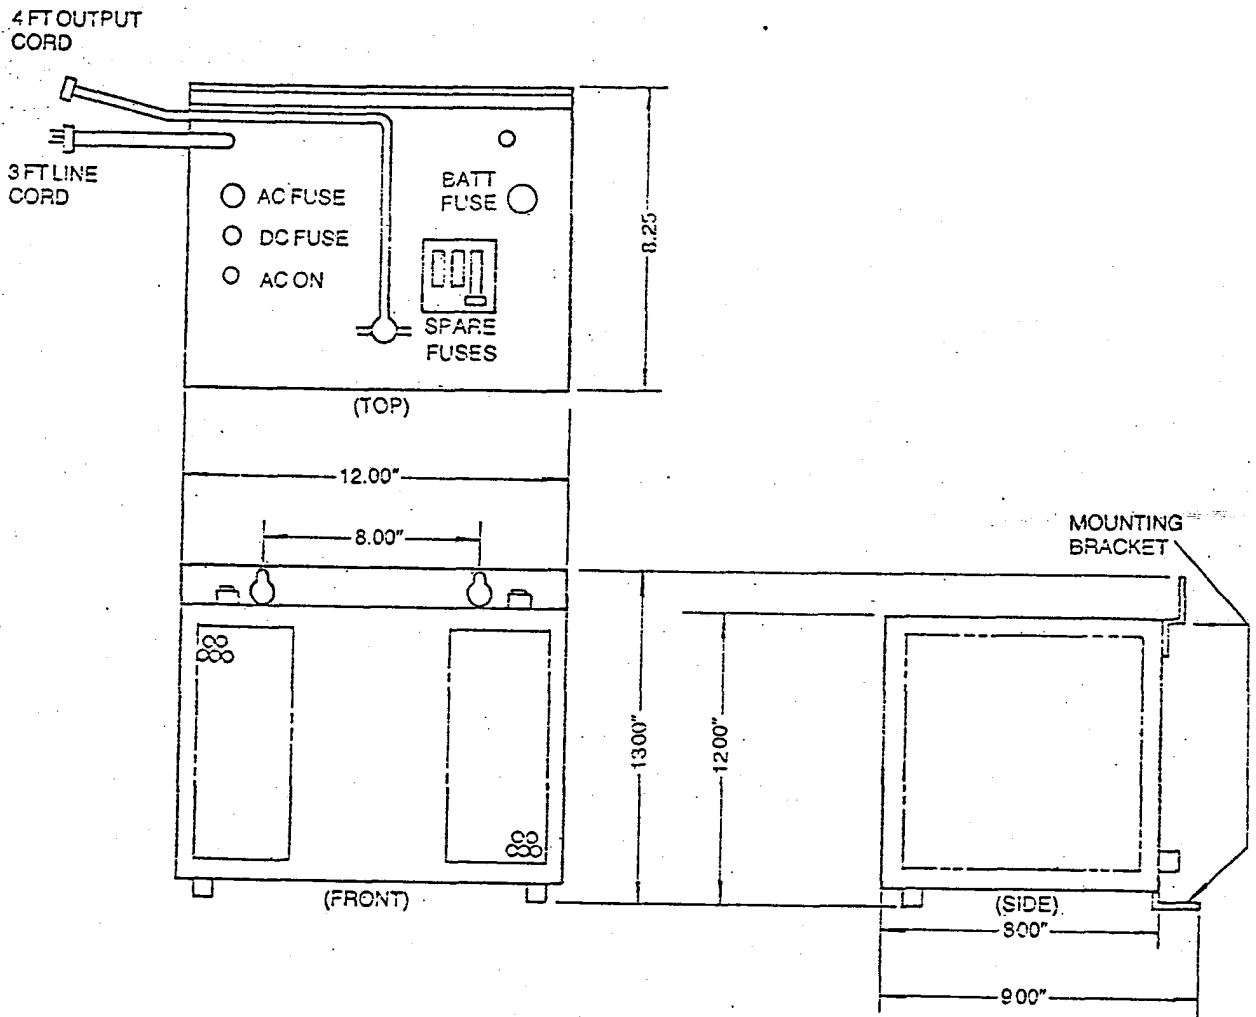 4 FT OUTPUT
CORD
3 FT LINE
CORD
AC FUSE
DC FUSE
AC ON
BATT
FUSE
SPARE
FUSES
8.25
(TOP)
12.00"
8.00"
MOUNTING
BRACKET
1300"
1200"
(FRONT)
(SIDE)
800"
900"